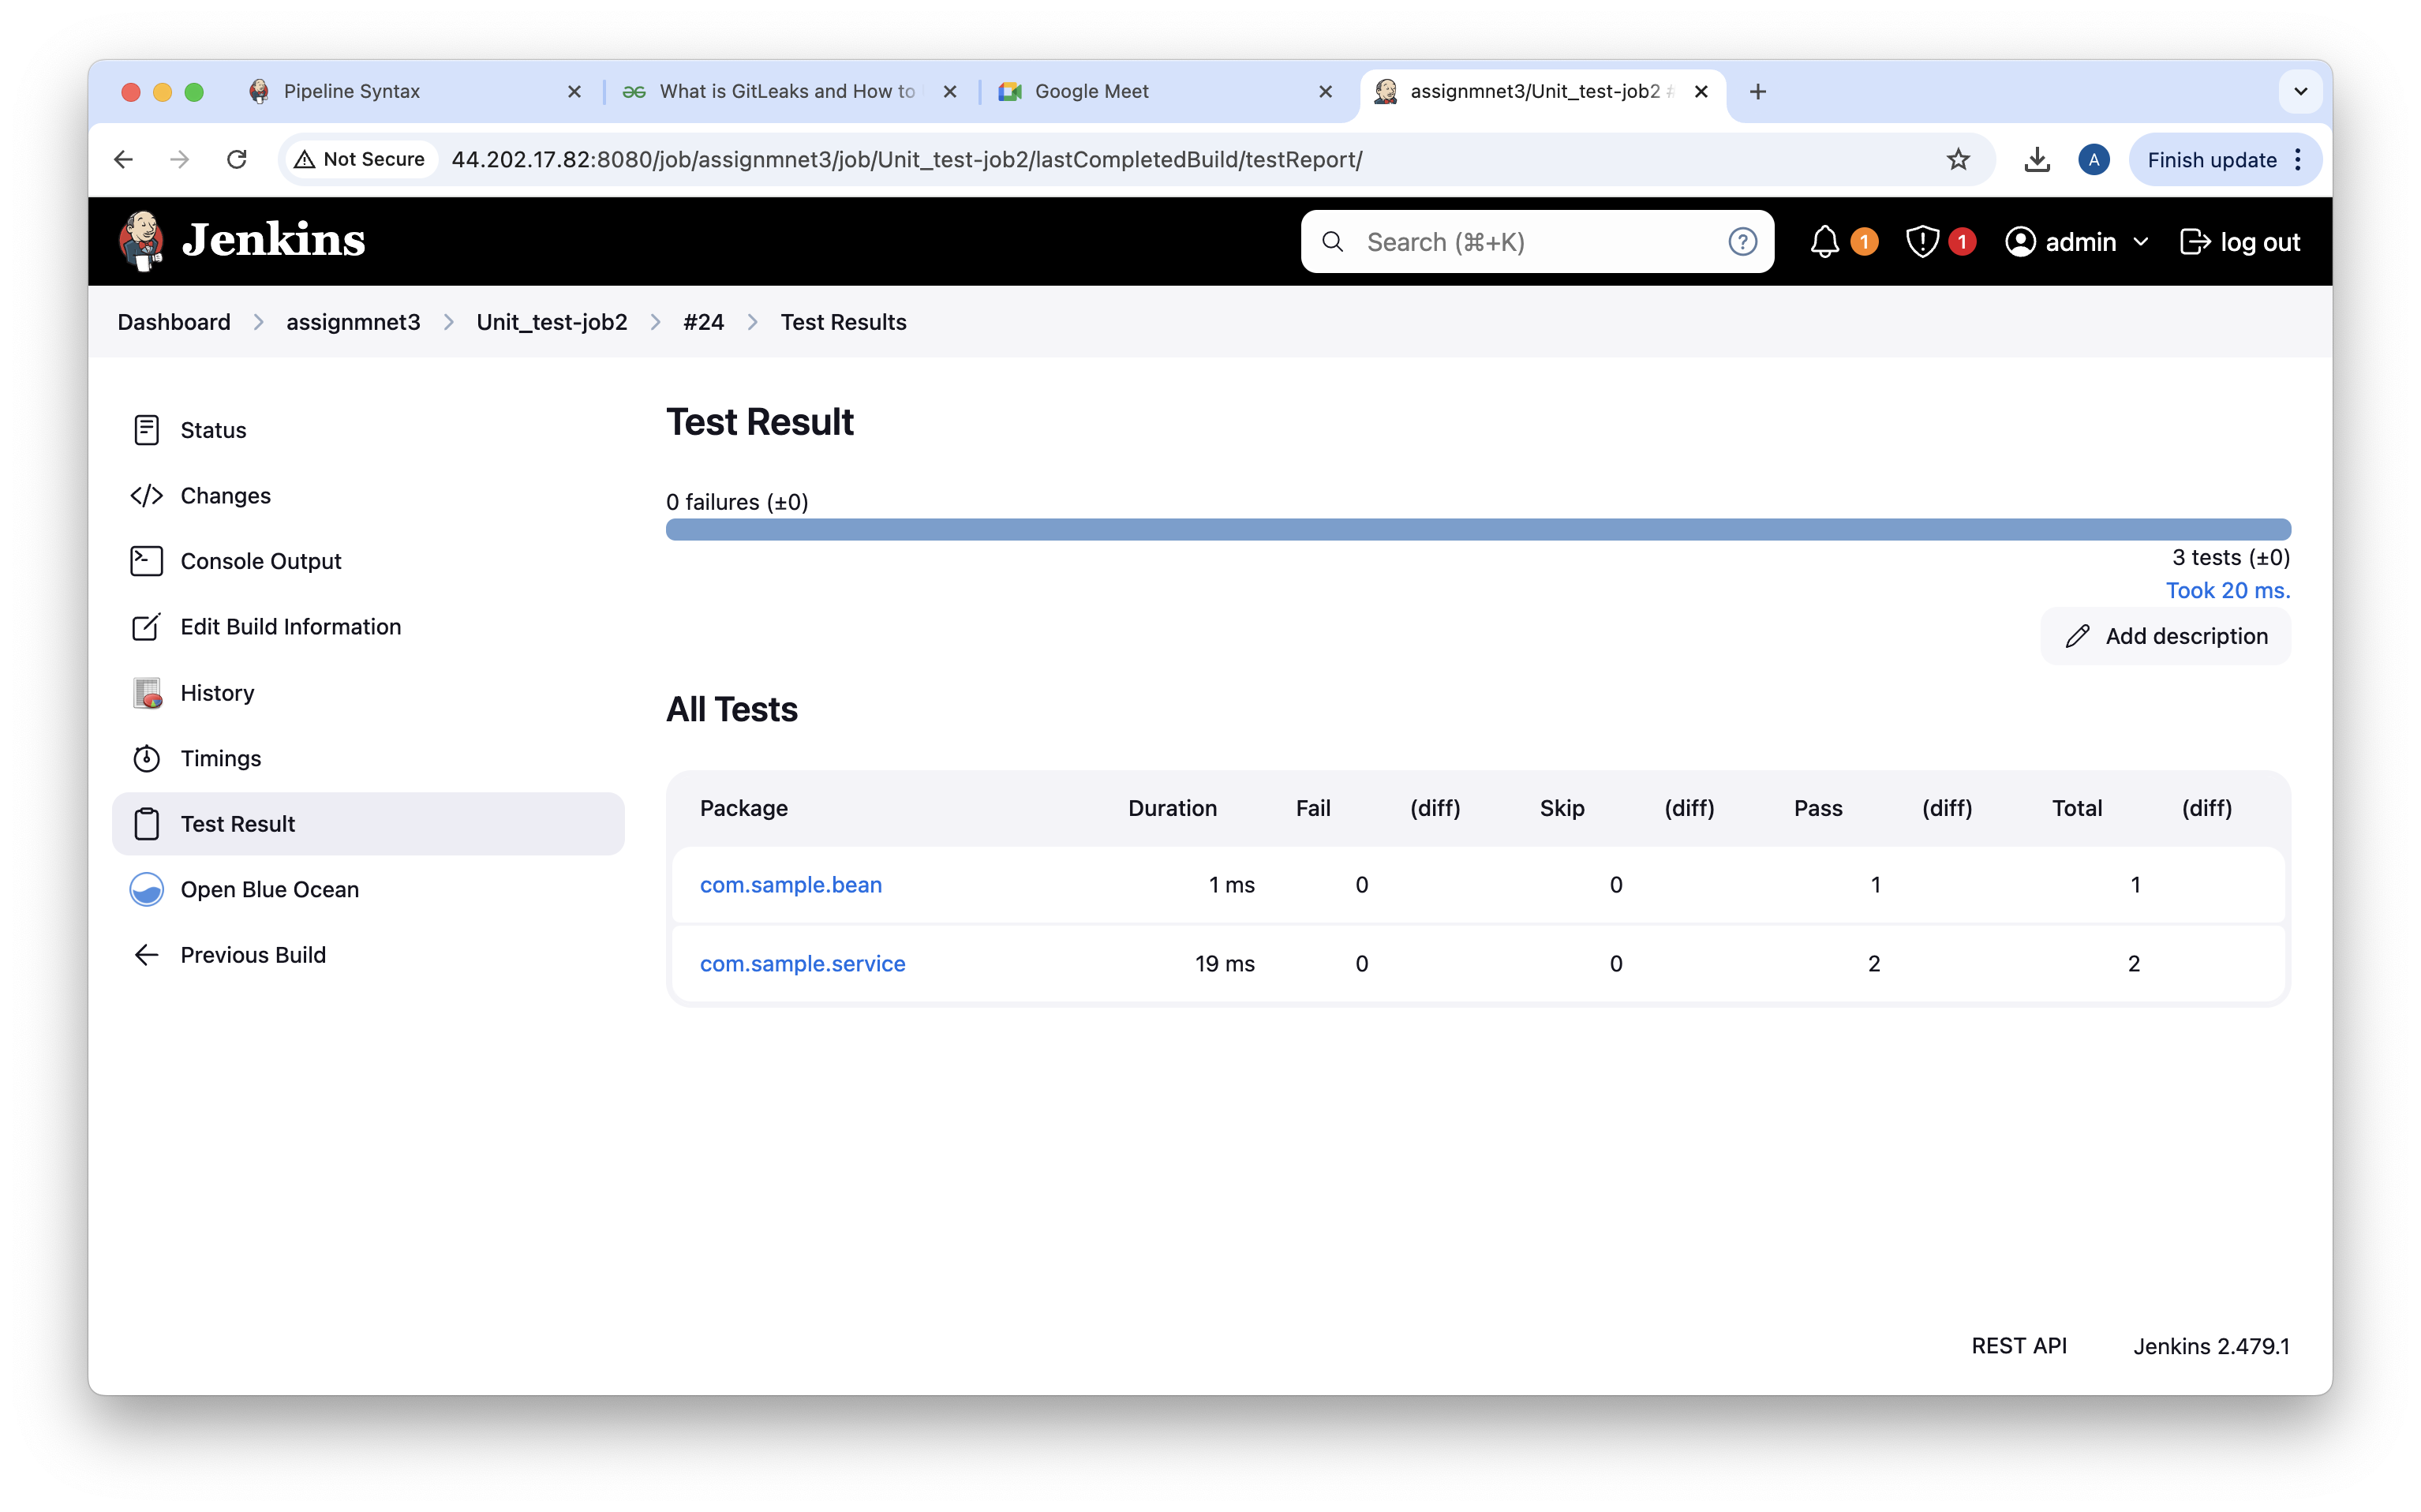 Pipeline Syntax
What is GitLeaks and How to
Google Meet
assignmnet3/Unit_test-job2 #
Not Secure
44.202.17.82:8080/job/assignmnet3/job/Unit_test-job2/lastCompletedBuild/testReport/
A
Finish update
Jenkins
Search (⌘+K)
?
1
1
admin
log out
Dashboard > assignmnet3 > Unit_test-job2 > #24 > Test Results
Status
Changes
Console Output
Edit Build Information
History
Timings
Test Result
Open Blue Ocean
Previous Build
Test Result
0 failures (±0)
3 tests (±0)
Took 20 ms.
Add description
All Tests
Package Duration Fail (diff) Skip (diff) Pass (diff) Total (diff)
com.sample.bean 1 ms 0 0 1 1
com.sample.service 19 ms 0 0 2 2
REST API Jenkins 2.479.1